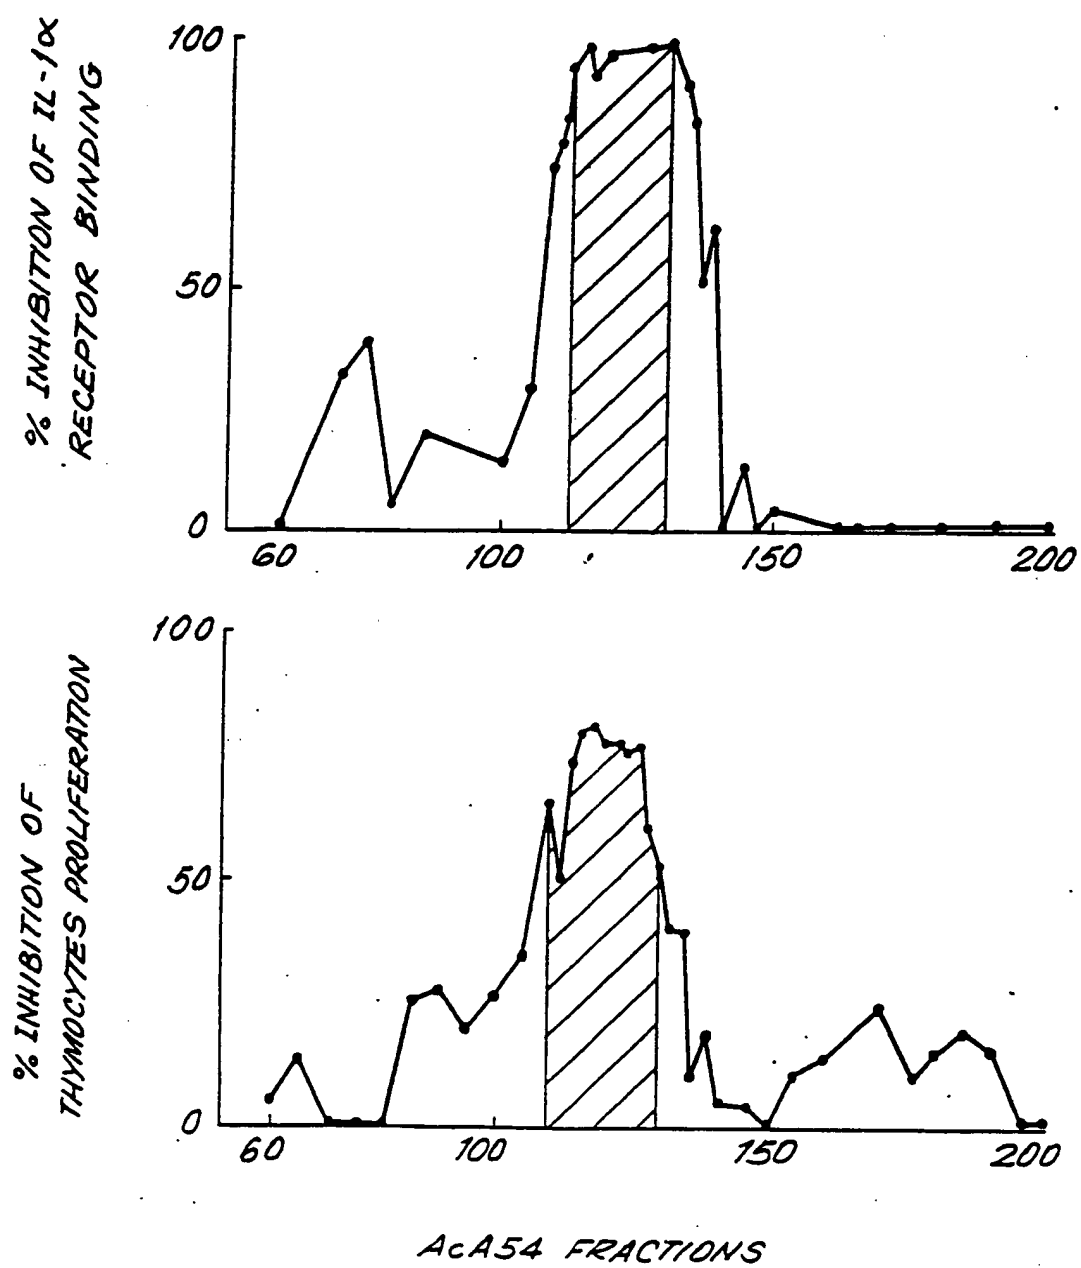 % INHIBITION OF IL-1α
RECEPTOR BINDING
100
50
0
60 100 150 200
% INHIBITION OF
THYMOCYTES PROLIFERATION
100
50
0
60 100 150 200
AcA54 FRACTIONS